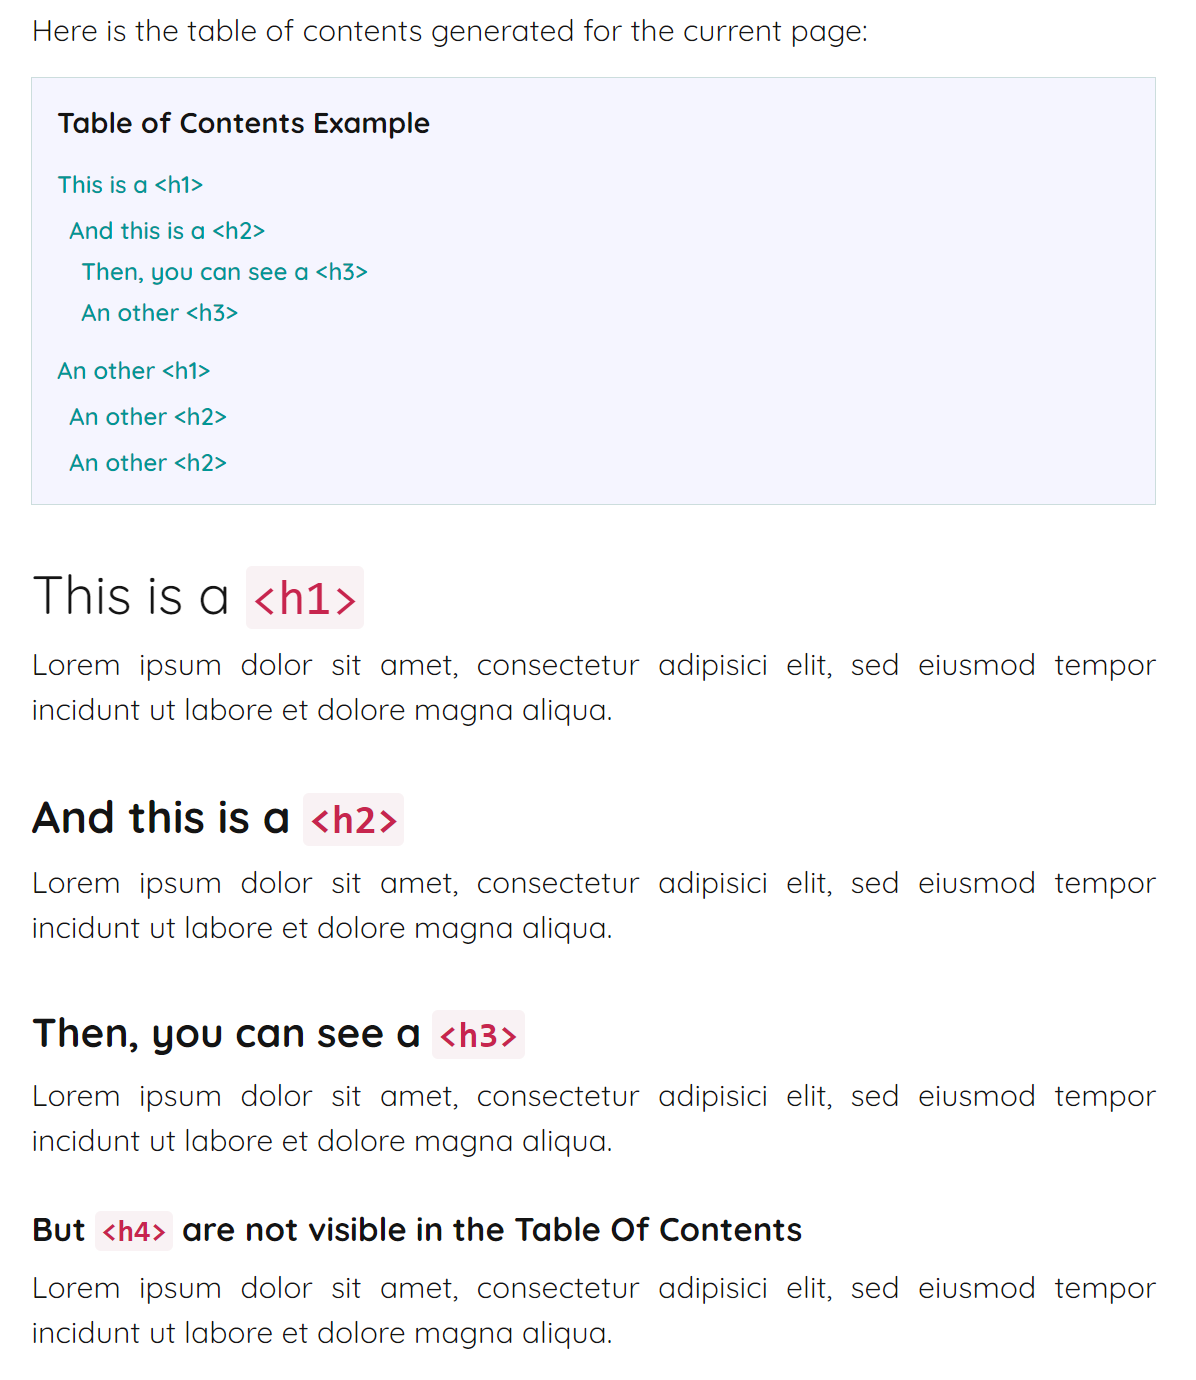 Here is the table of contents generated for the current page:
Table of Contents Example
This is a <h1>
And this is a <h2>
Then, you can see a <h3>
An other <h3>
An other <h1>
An other <h2>
An other <h2>
This is a <h1>
Lorem ipsum dolor sit amet, consectetur adipisici elit, sed eiusmod tempor
incidunt ut labore et dolore magna aliqua.
And this is a <h2>
Lorem ipsum dolor sit amet, consectetur adipisici elit, sed eiusmod tempor
incidunt ut labore et dolore magna aliqua.
Then, you can see a <h3>
Lorem ipsum dolor sit amet, consectetur adipisici elit, sed eiusmod tempor
incidunt ut labore et dolore magna aliqua.
But <h4> are not visible in the Table Of Contents
Lorem ipsum dolor sit amet, consectetur adipisici elit, sed eiusmod tempor
incidunt ut labore et dolore magna aliqua.